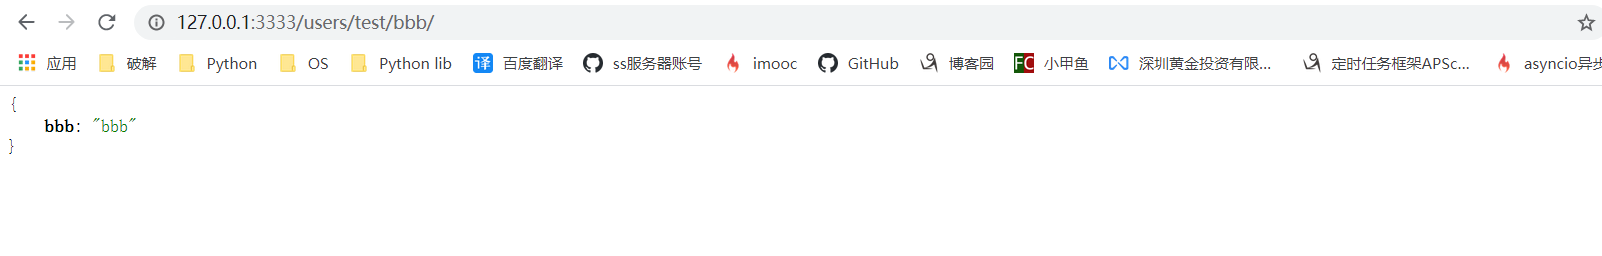 127.0.0.1:3333/users/test/bbb/
应用 破解 Python OS Python lib 译 百度翻译 ss服务器账号 imooc GitHub 博客园 FC 小甲鱼 深圳黄金投资有限... 定时任务框架APSc... asyncio异步
{
bbb: "bbb"
}